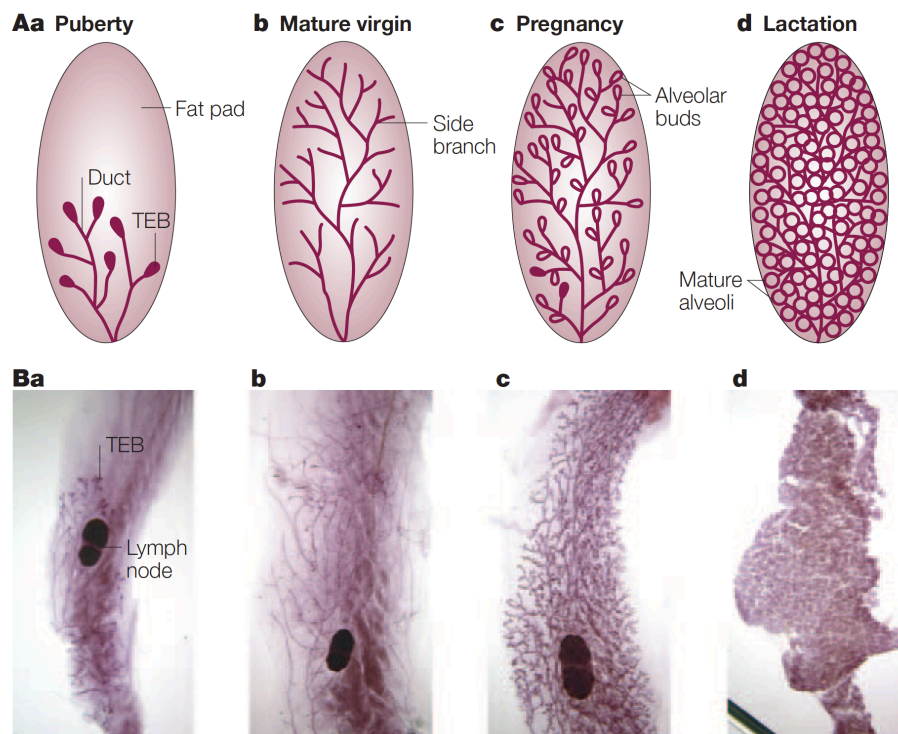 Aa Puberty
b Mature virgin
c Pregnancy
d Lactation
Fat pad
Duct
TEB
Side
branch
Alveolar
buds
Mature
alveoli
Ba
b
c
d
TEB
Lymph
node